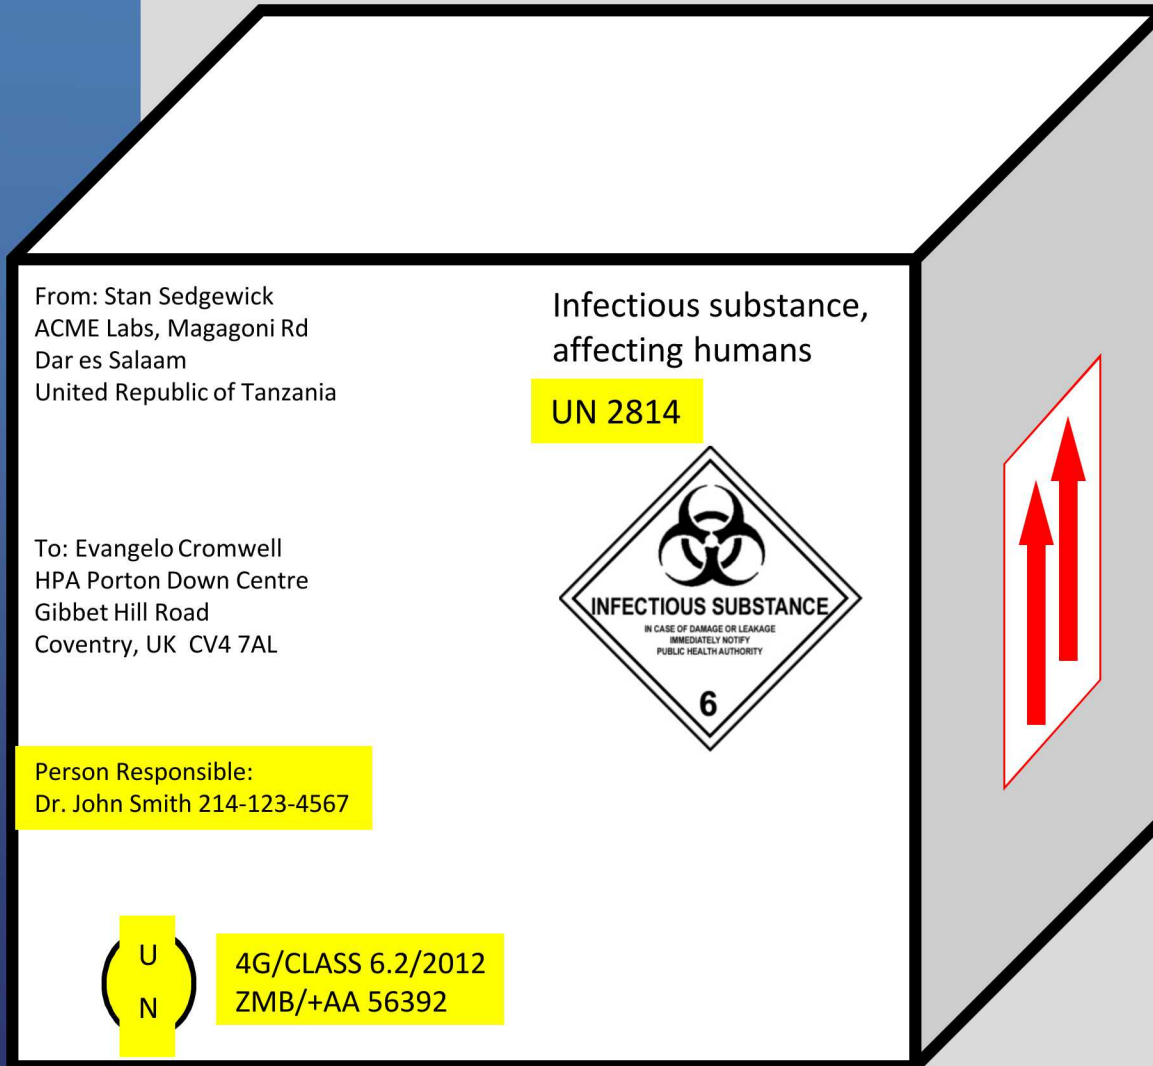 From: Stan Sedgewick
ACME Labs, Magagoni Rd
Dar es Salaam
United Republic of Tanzania
Infectious substance,
affecting humans
UN 2814
INFECTIOUS SUBSTANCE
IN CASE OF DAMAGE OR LEAKAGE
IMMEDIATELY NOTIFY
PUBLIC HEALTH AUTHORITY
6
To: Evangelo Cromwell
HPA Porton Down Centre
Gibbet Hill Road
Coventry, UK  CV4 7AL
Person Responsible:
Dr. John Smith 214-123-4567
U
N
4G/CLASS 6.2/2012
ZMB/+AA 56392